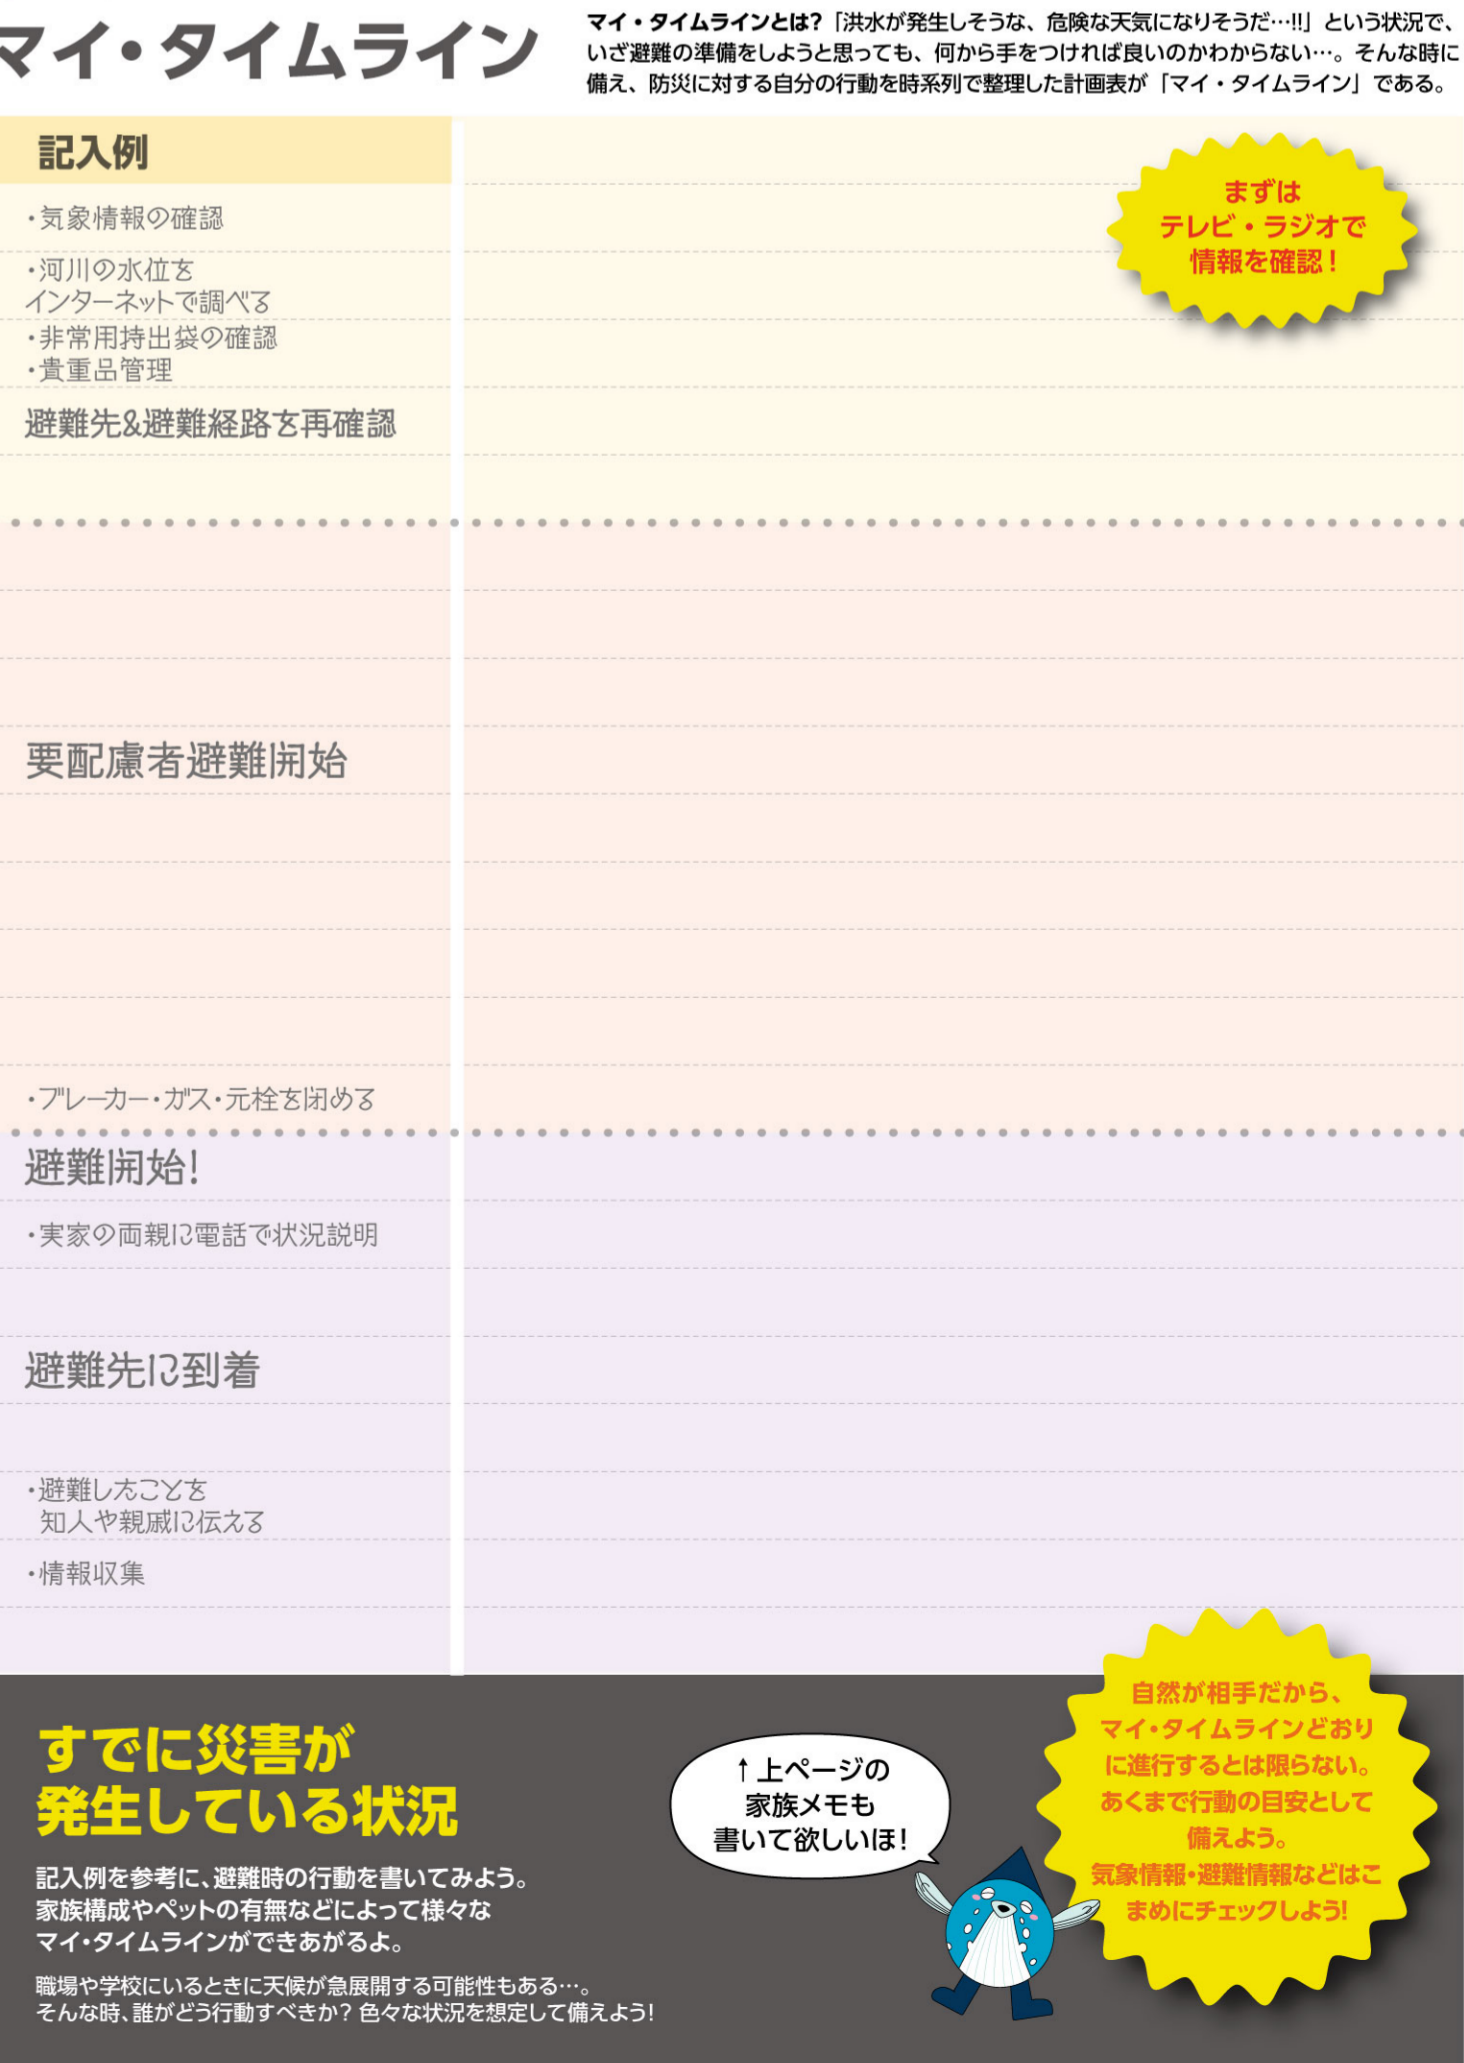 マイ・タイムライン
マイ・タイムラインとは?「洪水が発生しそうな、危険な天気になりそうだ…!!」という状況で、
いざ避難の準備をしようと思っても、何から手をつければ良いのかわからない…。そんな時に
備え、防災に対する自分の行動を時系列で整理した計画表が「マイ・タイムライン」である。
記入例
まずは
テレビ・ラジオで
情報を確認!
・気象情報の確認
・河川の水位を
インターネットで調べる
・非常用持出袋の確認
・貴重品管理
避難先&避難経路を再確認
要配慮者避難開始
・ブレーカー・ガス・元栓を閉める
避難開始!
・実家の両親に電話で状況説明
避難先に到着
・避難したことを
知人や親戚に伝える
・情報収集
すでに災害が
発生している状況
記入例を参考に、避難時の行動を書いてみよう。
家族構成やペットの有無などによって様々な
マイ・タイムラインができあがるよ。
職場や学校にいるときに天候が急展開する可能性もある…。
そんな時、誰がどう行動すべきか?色々な状況を想定して備えよう!
↑上ページの
家族メモも
書いて欲しいほ!
自然が相手だから、
マイ・タイムラインどおり
に進行するとは限らない。
あくまで行動の目安として
備えよう。
気象情報・避難情報などはこ
まめにチェックしよう!